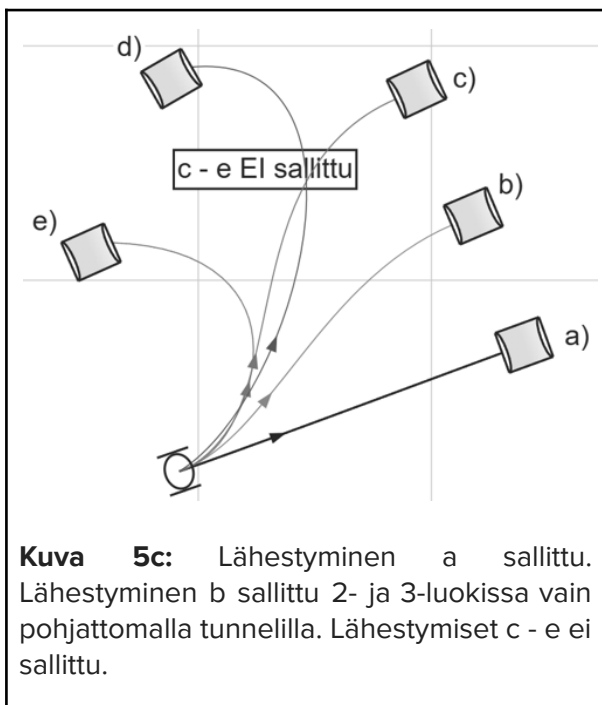 d)
c)
c - e EI sallittu
b)
e)
a)
Kuva 5c: Lähestyminen a sallittu.
Lähestyminen b sallittu 2- ja 3-luokissa vain
pohjattomalla tunnelilla. Lähestymiset c - e ei
sallittu.